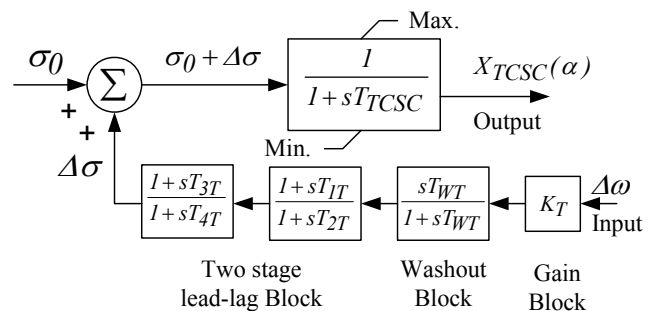 Max.
σ0
σ0 + Δσ
Σ
+
+
1
1 + sT_TCSC
X_TCSC(α)
Output
Min.
Δσ
1 + sT_3T
1 + sT_4T
1 + sT_1T
1 + sT_2T
sT_WT
1 + sT_WT
K_T
Δω
Input
Two stage
lead-lag Block
Washout
Block
Gain
Block